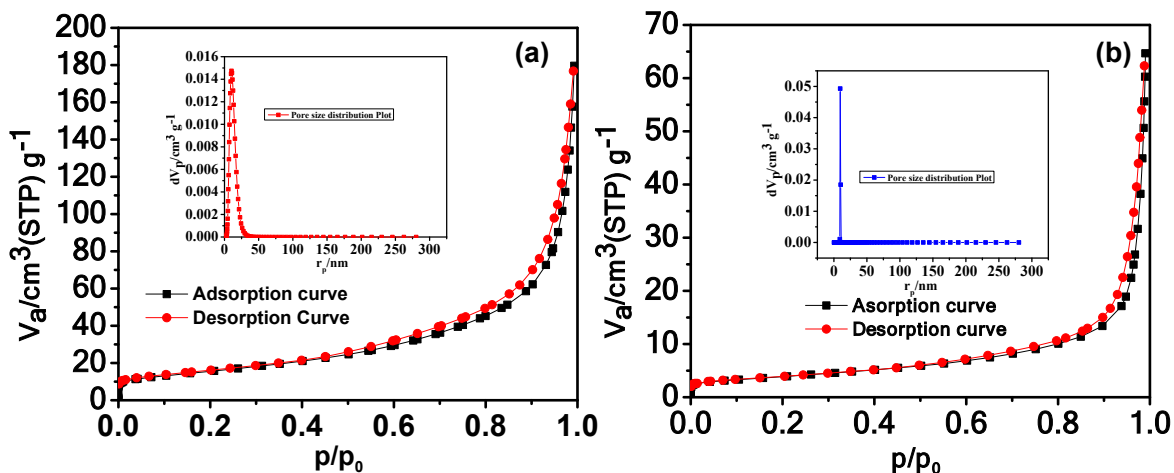 (a)
Va/cm3(STP) g-1
200
180
160
140
120
100
80
60
40
20
0
0.0 0.2 0.4 0.6 0.8 1.0
p/p0
Adsorption curve
Desorption Curve
dVp/cm3 g-1
0.016
0.014
0.012
0.010
0.008
0.006
0.004
0.002
0.000
0 50 100 150 200 250 300
rp/nm
Pore size distribution Plot
(b)
Va/cm3(STP) g-1
70
60
50
40
30
20
10
0
0.0 0.2 0.4 0.6 0.8 1.0
p/p0
Asorption curve
Desorption curve
dVp/cm3 g-1
0.05
0.04
0.03
0.02
0.01
0.00
0 50 100 150 200 250 300
rp/nm
Pore size distribution Plot